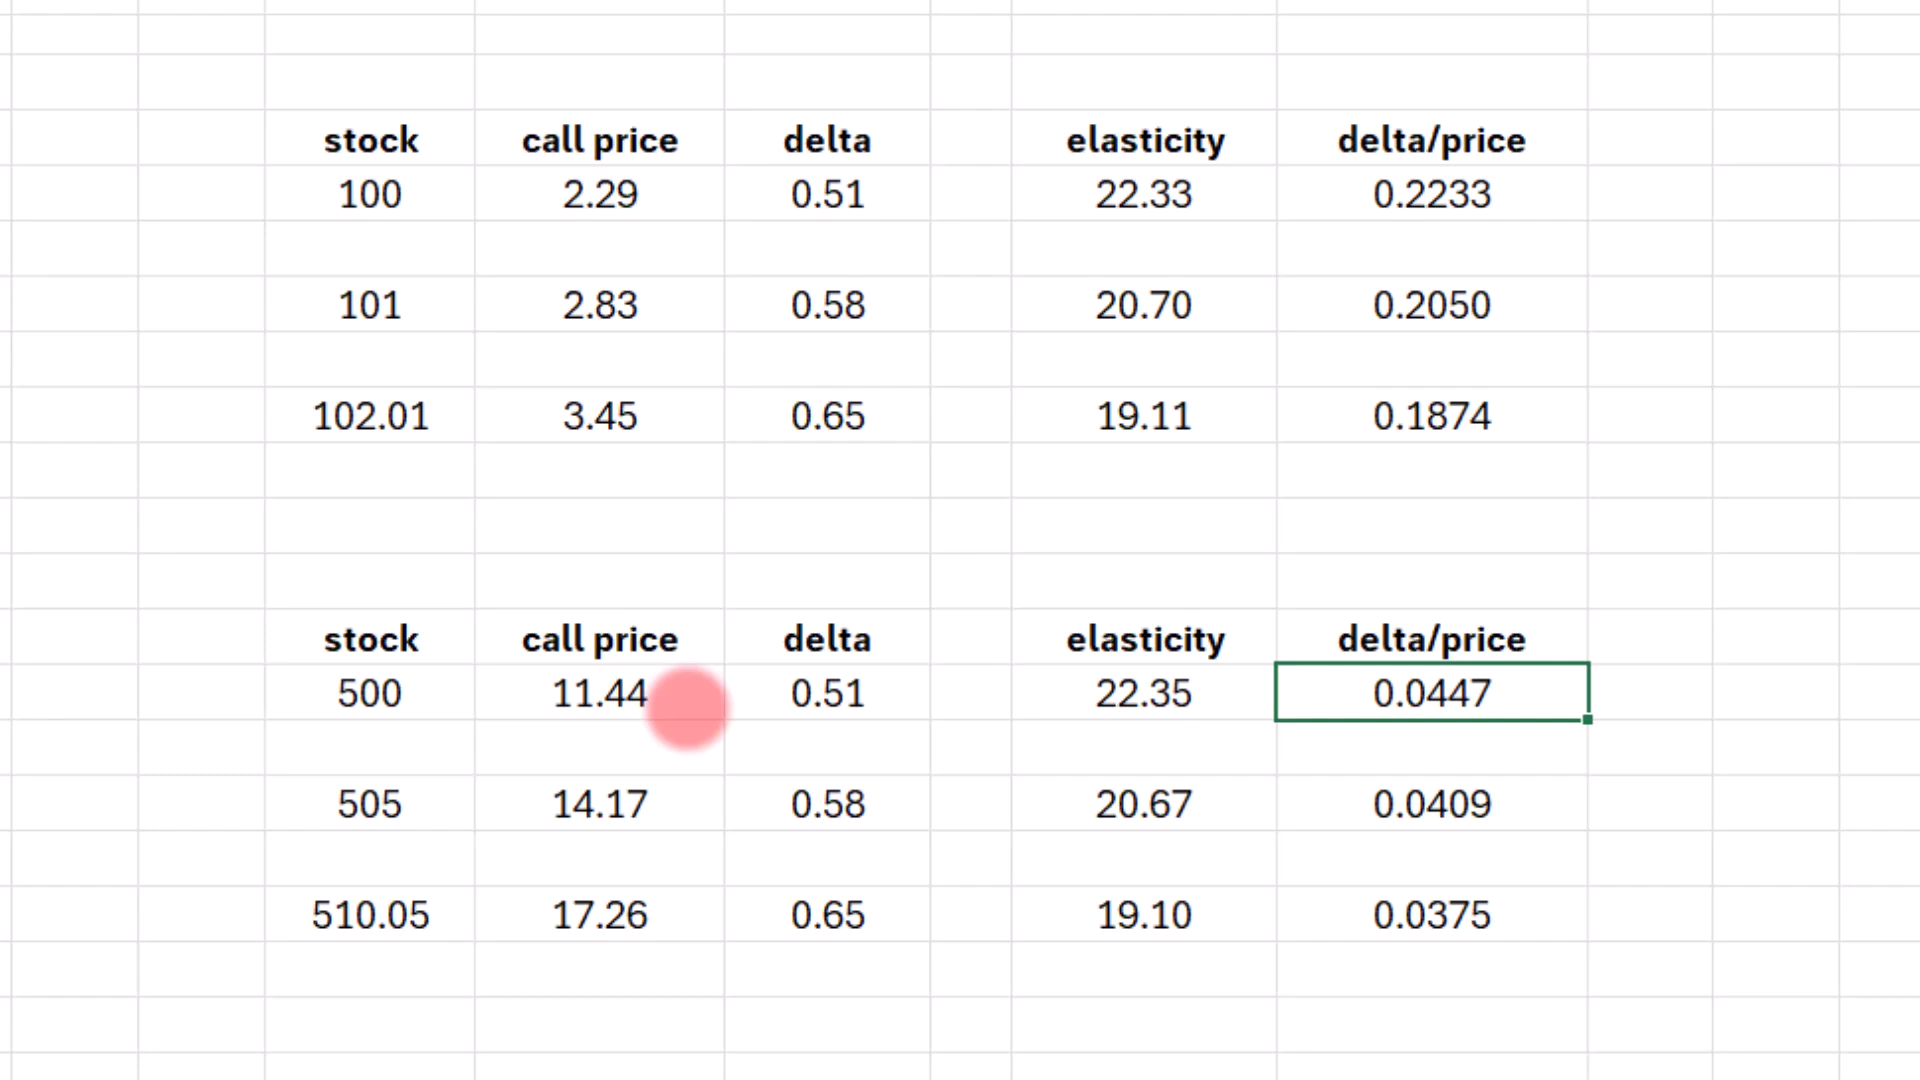 stock call price delta elasticity delta/price
100 2.29 0.51 22.33 0.2233
101 2.83 0.58 20.70 0.2050
102.01 3.45 0.65 19.11 0.1874
stock call price delta elasticity delta/price
500 11.44 0.51 22.35 0.0447
505 14.17 0.58 20.67 0.0409
510.05 17.26 0.65 19.10 0.0375